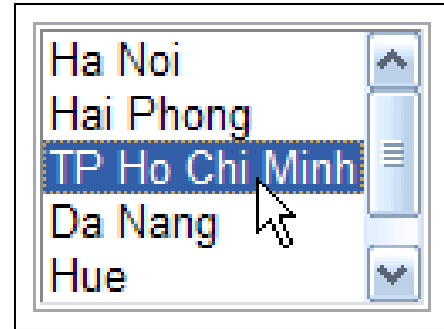 Ha Noi
Hai Phong
TP Ho Chi Minh
Da Nang
Hue